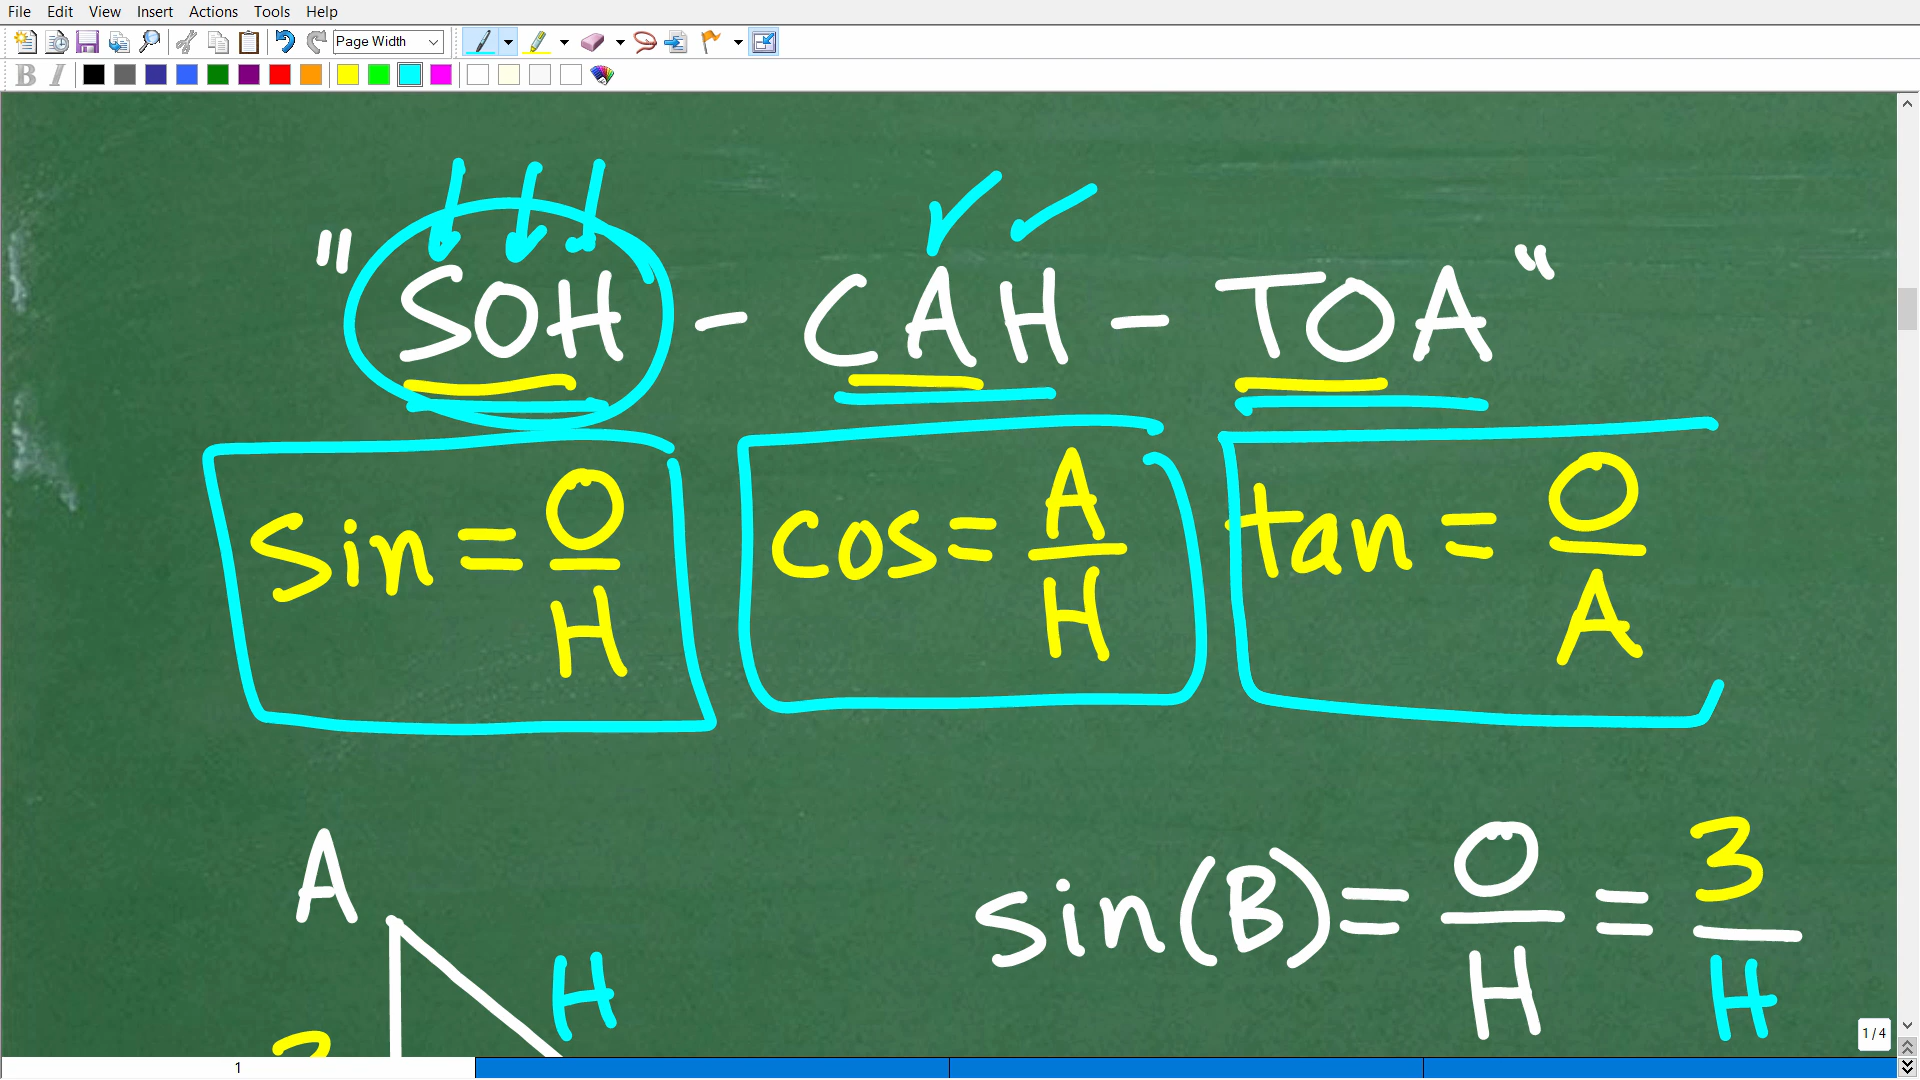 File Edit View Insert Actions Tools Help
Page Width
B I
"SOH - CAH - TOA"
sin = O/H cos = A/H tan = O/A
A
sin(B) = O/H = 3/H
H
3
1 / 4
1